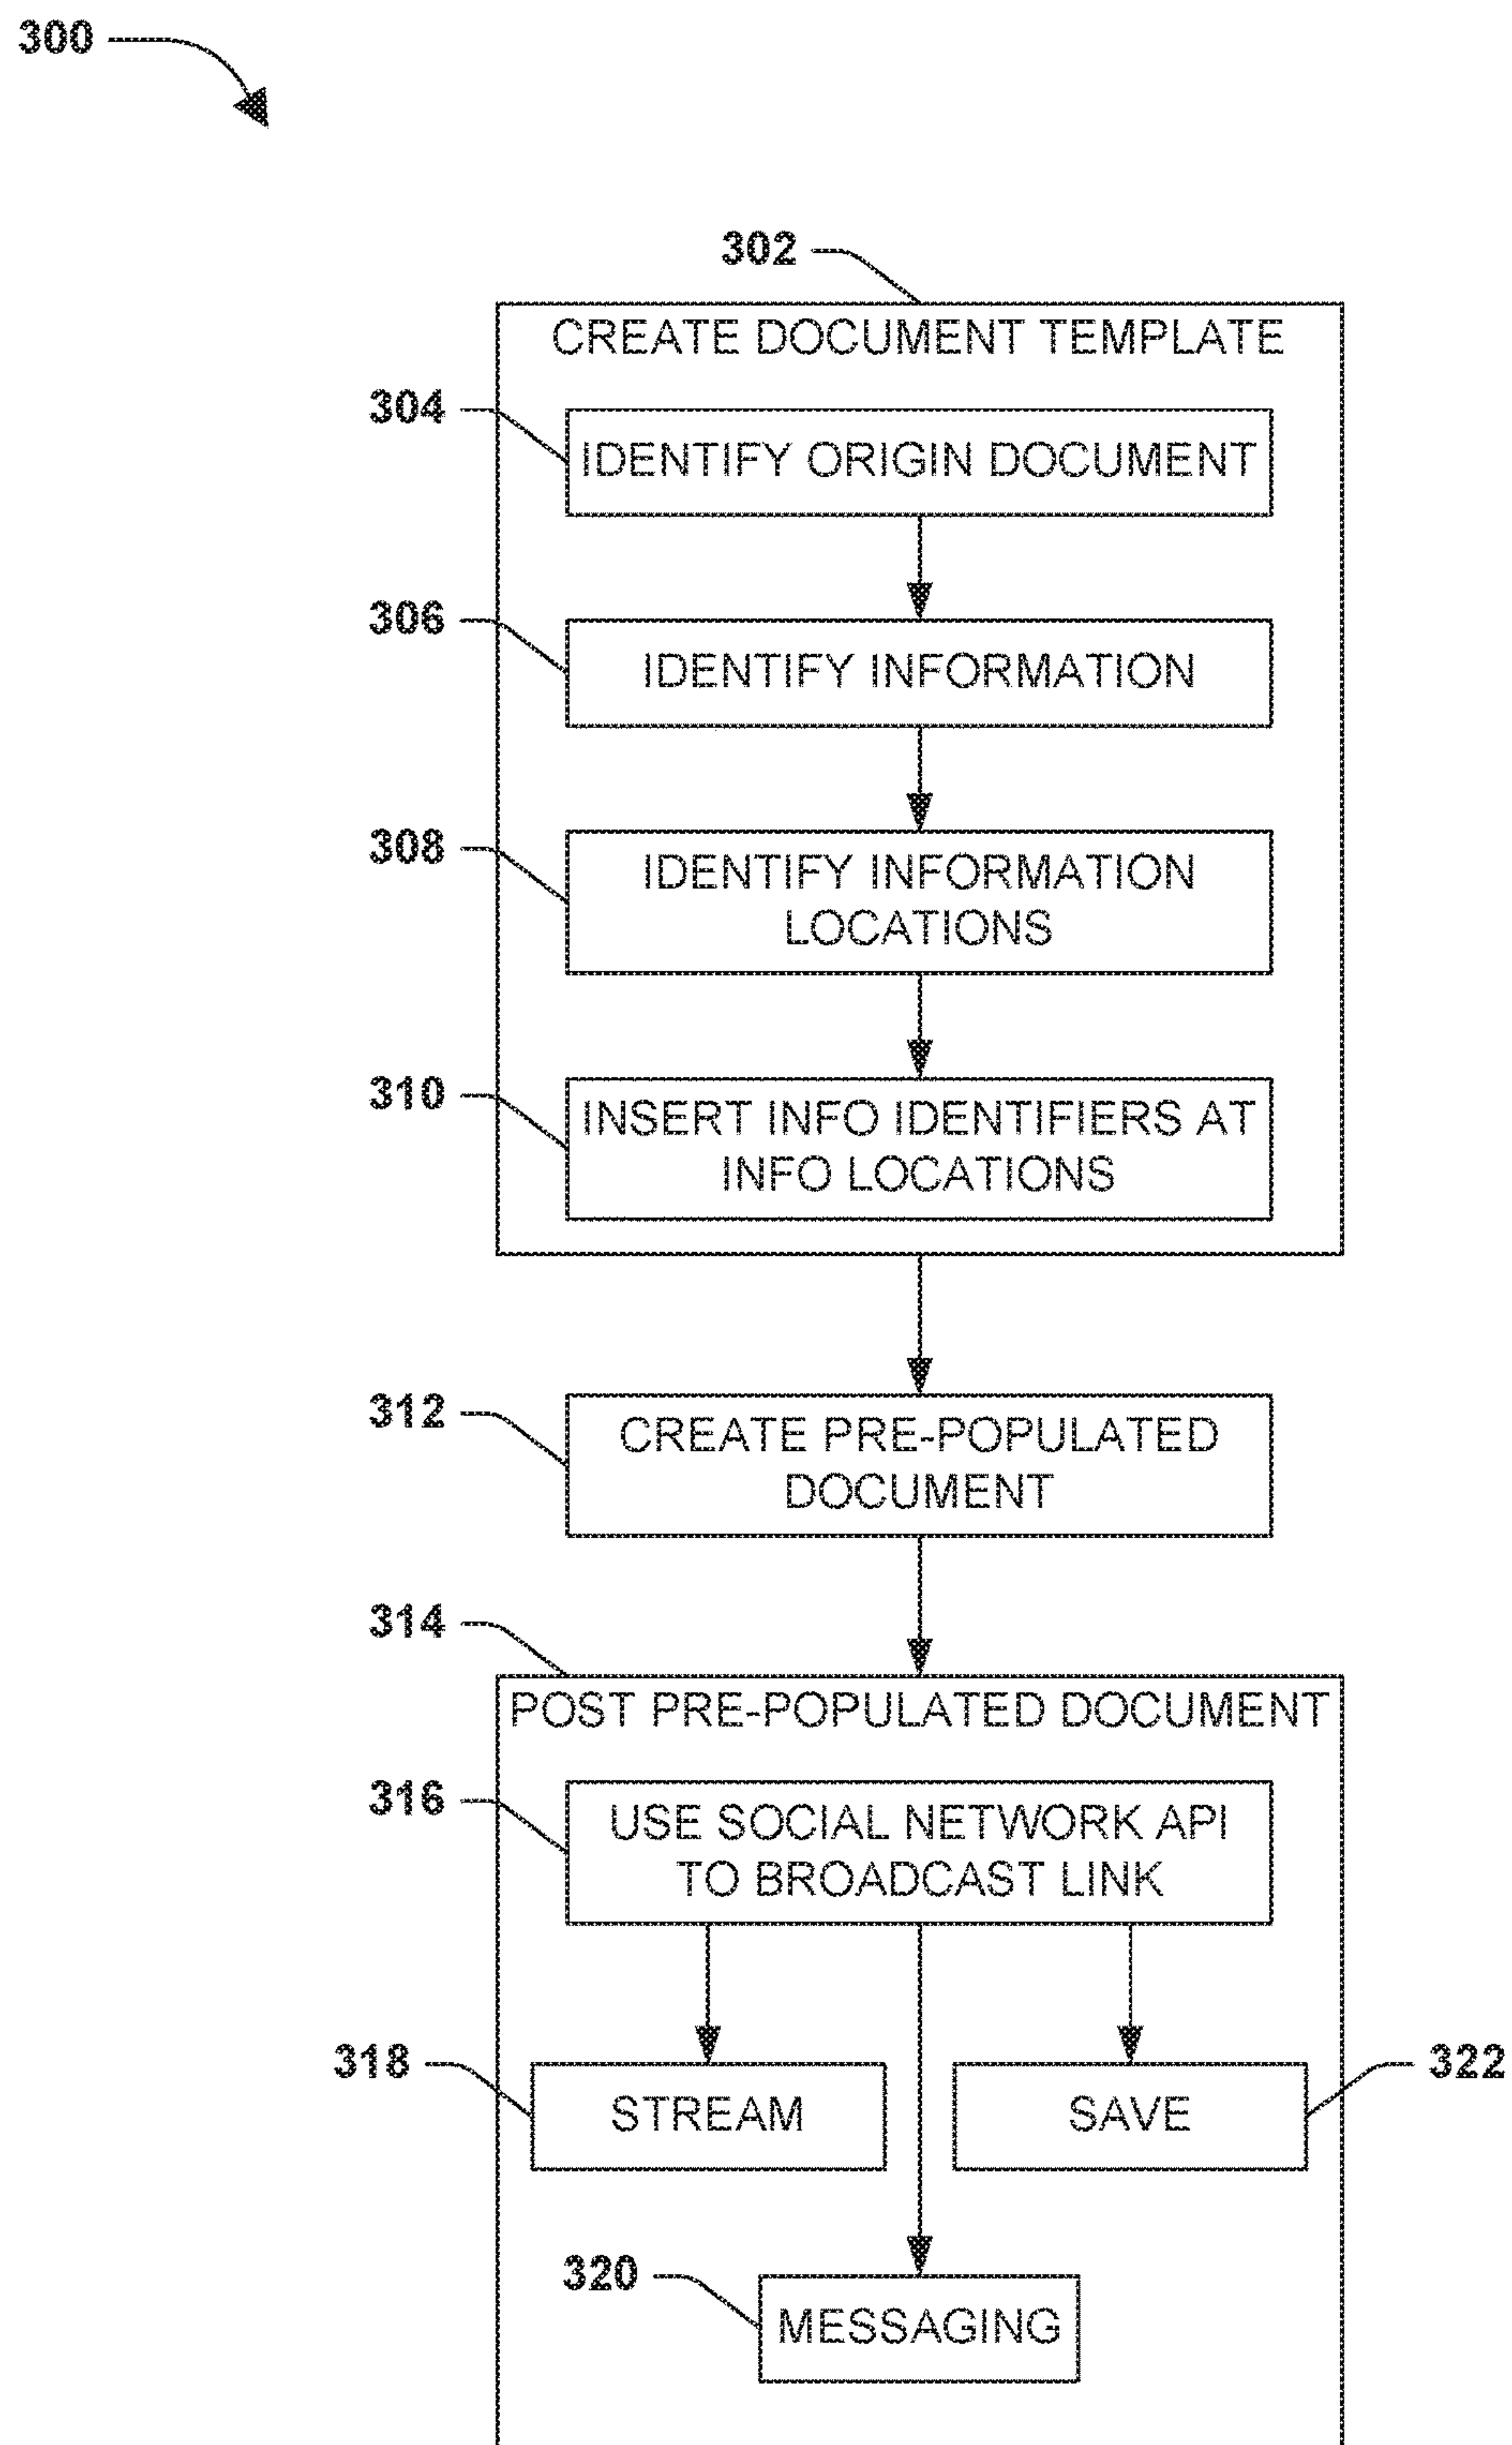 300
302
CREATE DOCUMENT TEMPLATE
304
IDENTIFY ORIGIN DOCUMENT
306
IDENTIFY INFORMATION
308
IDENTIFY INFORMATION
LOCATIONS
310
INSERT INFO IDENTIFIERS AT
INFO LOCATIONS
312
CREATE PRE-POPULATED
DOCUMENT
314
POST PRE-POPULATED DOCUMENT
316
USE SOCIAL NETWORK API
TO BROADCAST LINK
318
STREAM
SAVE
322
320
MESSAGING